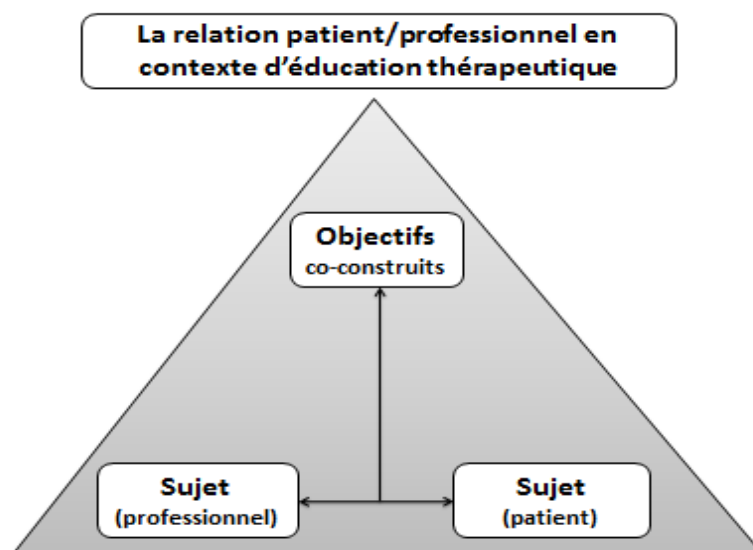 La relation patient/professionnel en
contexte d'éducation thérapeutique
Objectifs
co-construits
Sujet
(professionnel)
Sujet
(patient)